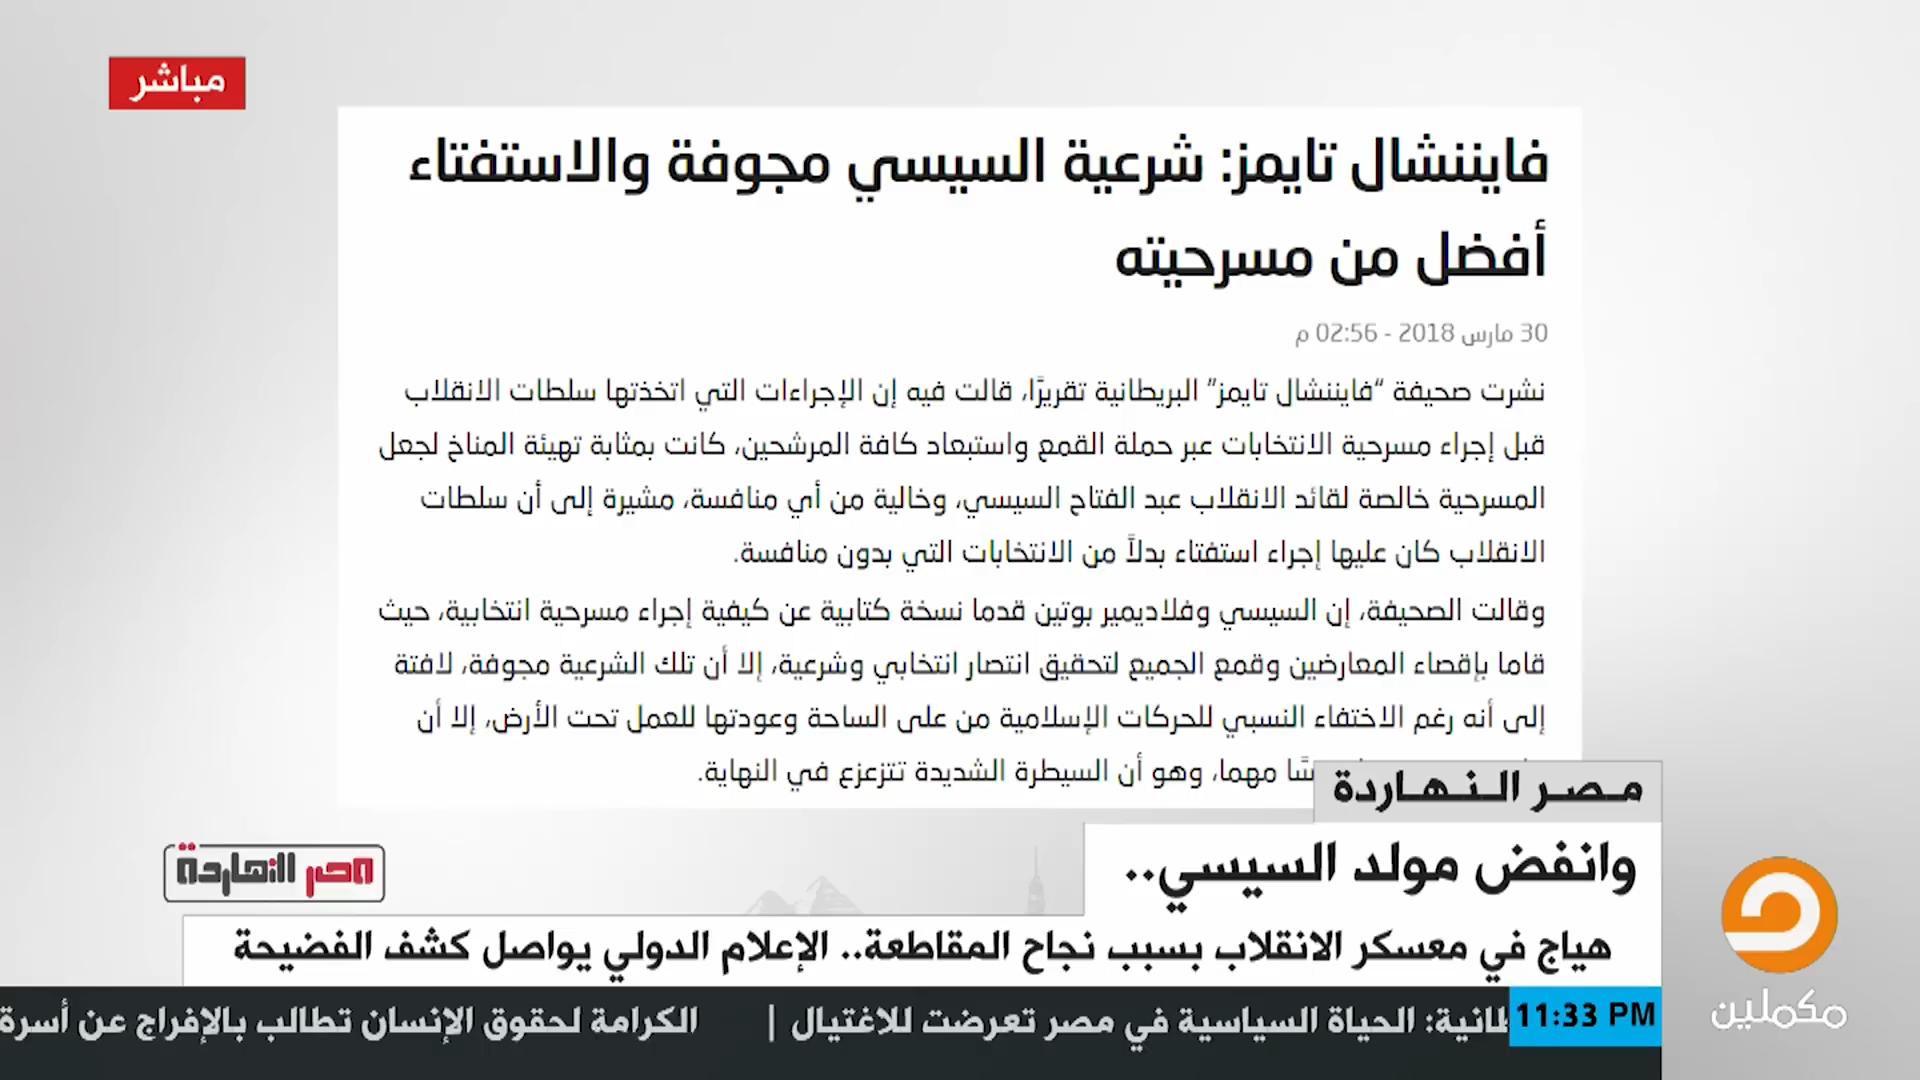 مباشر
فايننشال تايمز: شرعية السيسي مجوفة والاستفتاء
أفضل من مسرحيته
30 مارس 2018 - 02:56 م
نشرت صحيفة “فايننشال تايمز” البريطانية تقريرًا، قالت فيه إن الإجراءات التي اتخذتها سلطات الانقلاب
قبل إجراء مسرحية الانتخابات عبر حملة القمع واستبعاد كافة المرشحين، كانت بمثابة تهيئة المناخ لجعل
المسرحية خالصة لقائد الانقلاب عبد الفتاح السيسي، وخالية من أي منافسة، مشيرة إلى أن سلطات
الانقلاب كان عليها إجراء استفتاء بدلاً من الانتخابات التي بدون منافسة.
وقالت الصحيفة، إن السيسي وفلاديمير بوتين قدما نسخة كتابية عن كيفية إجراء مسرحية انتخابية، حيث
قاما بإقصاء المعارضين وقمع الجميع لتحقيق انتصار انتخابي وشرعية، إلا أن تلك الشرعية مجوفة، لافتة
إلى أنه رغم الاختفاء النسبي للحركات الإسلامية من على الساحة وعودتها للعمل تحت الأرض، إلا أن
مهما، وهو أن السيطرة الشديدة تتزعزع في النهاية.
مـصـر الـنـهـاردة
وانفض مولد السيسي..
مصر النهاردة
هياج في معسكر الانقلاب بسبب نجاح المقاطعة.. الإعلام الدولي يواصل كشف الفضيحة
11:33 PM
طانية: الحياة السياسية في مصر تعرضت للاغتيال | الكرامة لحقوق الإنسان تطالب بالإفراج عن أسرة
مكملين